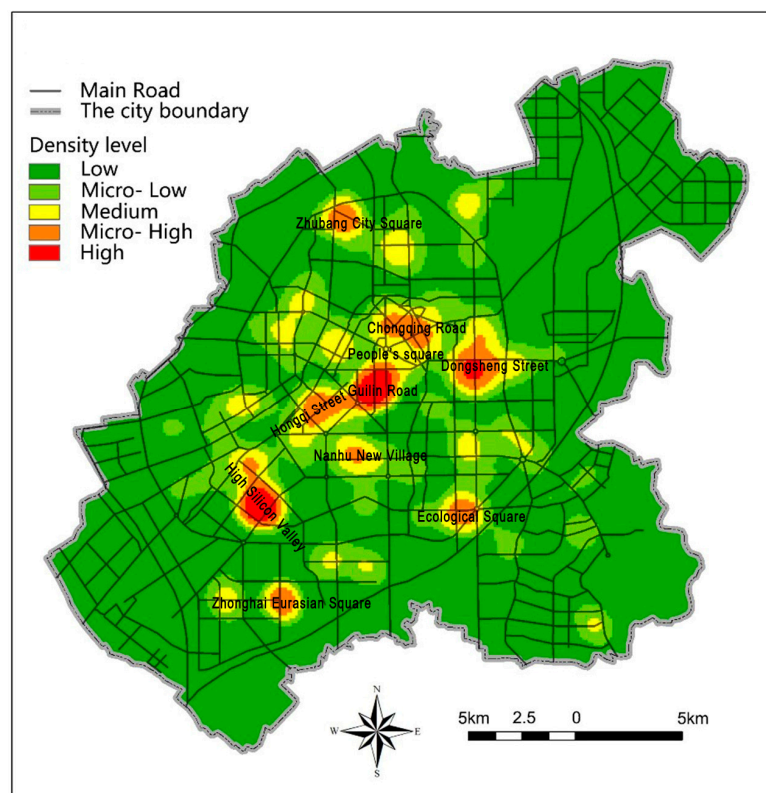 Main Road
The city boundary
Density level
Low
Micro- Low
Medium
Micro- High
High
Zhubang City Square
Chongqing Road
People's square
Dongsheng Street
Guilin Road
Hongqi Street
Nanhu New Village
High Silicon Valley
Ecological Square
Zhonghai Eurasian Square
N
W
E
S
5km 2.5 0 5km